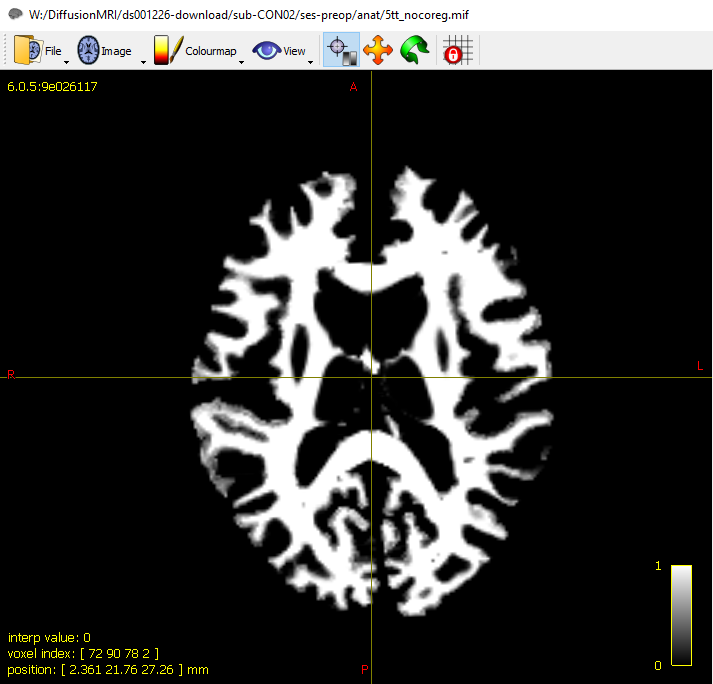 W:/DiffusionMRI/ds001226-download/sub-CON02/ses-preop/anat/5tt_nocoreg.mif
File Image Colourmap View
6.0.5:9e026117
A
R
L
1
0
interp value: 0
voxel index: [ 72 90 78 2 ]
position: [ 2.361 21.76 27.26 ] mm
P